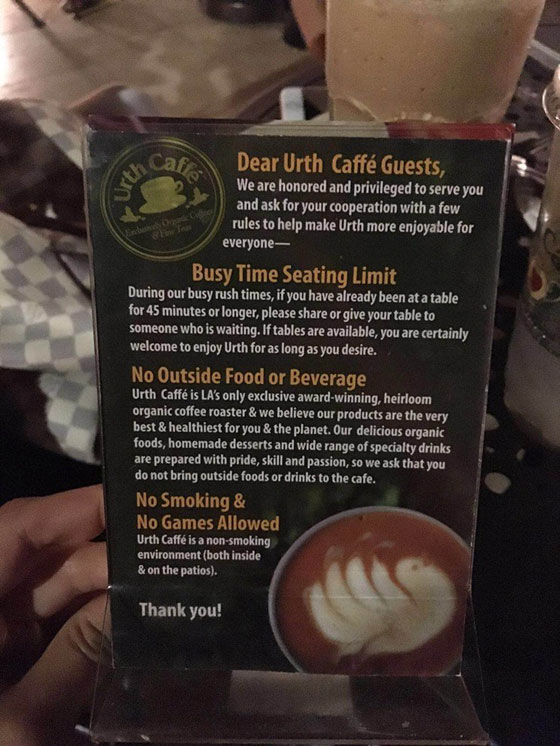 Urth Caffé
Exclusively Organic Coffee
& Fine Teas
Dear Urth Caffé Guests,
We are honored and privileged to serve you
and ask for your cooperation with a few
rules to help make Urth more enjoyable for
everyone—
Busy Time Seating Limit
During our busy rush times, if you have already been at a table
for 45 minutes or longer, please share or give your table to
someone who is waiting. If tables are available, you are certainly
welcome to enjoy Urth for as long as you desire.
No Outside Food or Beverage
Urth Caffé is LA's only exclusive award-winning, heirloom
organic coffee roaster & we believe our products are the very
best & healthiest for you & the planet. Our delicious organic
foods, homemade desserts and wide range of specialty drinks
are prepared with pride, skill and passion, so we ask that you
do not bring outside foods or drinks to the cafe.
No Smoking &
No Games Allowed
Urth Caffé is a non-smoking
environment (both inside
& on the patios).
Thank you!